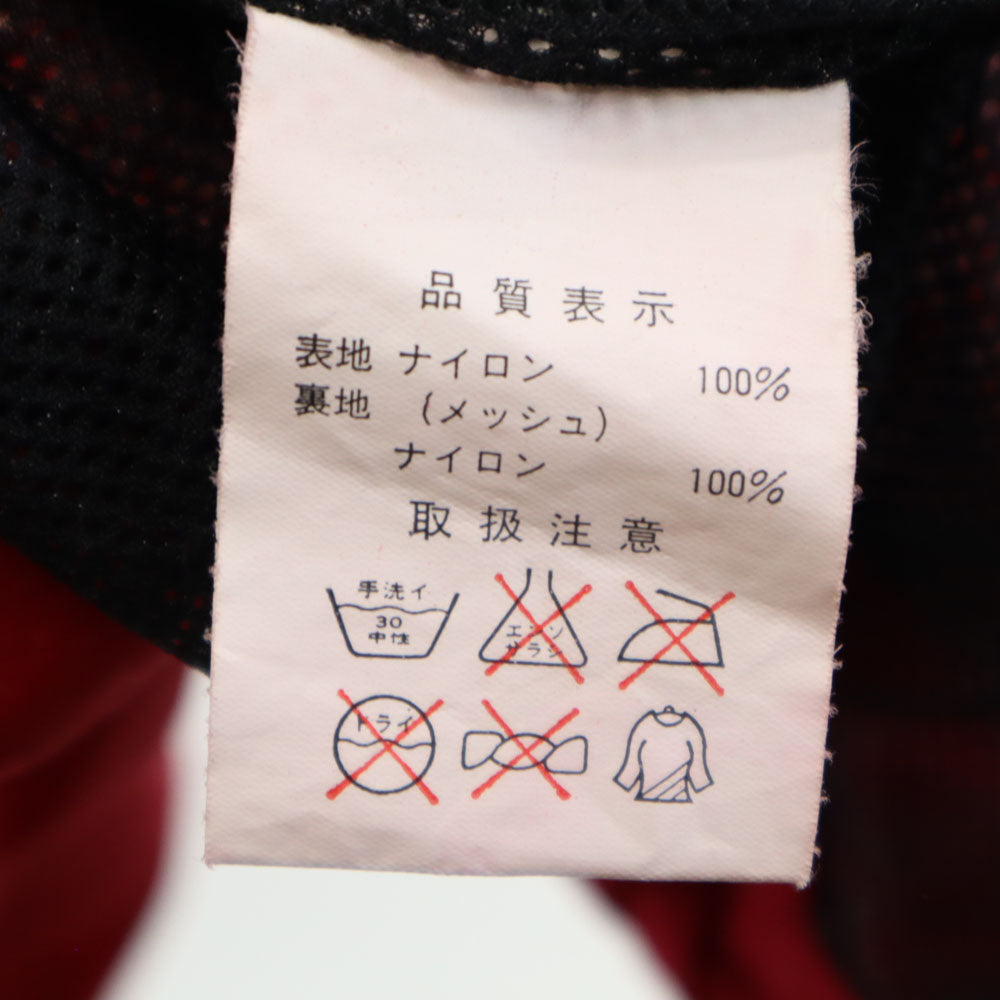 品質表示
表地 ナイロン 100%
裏地 (メッシュ)
ナイロン 100%
取扱注意
手洗イ
30
中性
エンソ
サラシ
ドライ